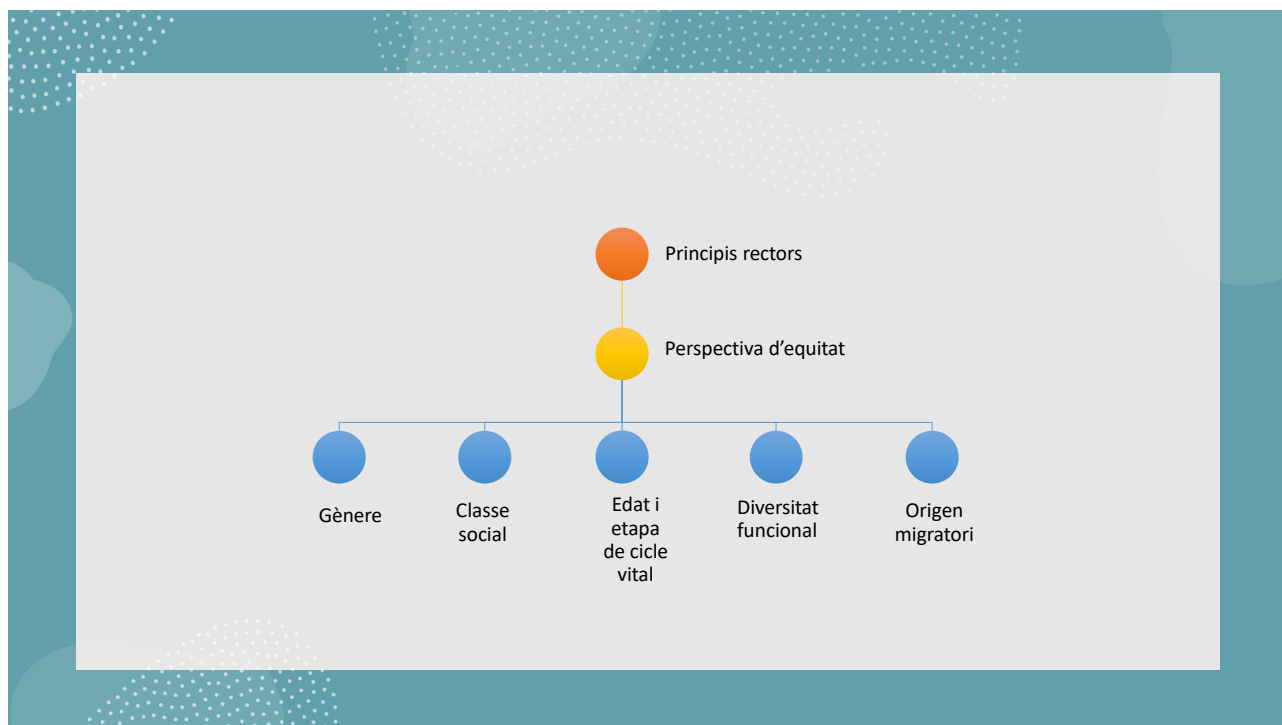 Principis rectors
Perspectiva d’equitat
Gènere
Classe
social
Edat i
etapa
de cicle
vital
Diversitat
funcional
Origen
migratori